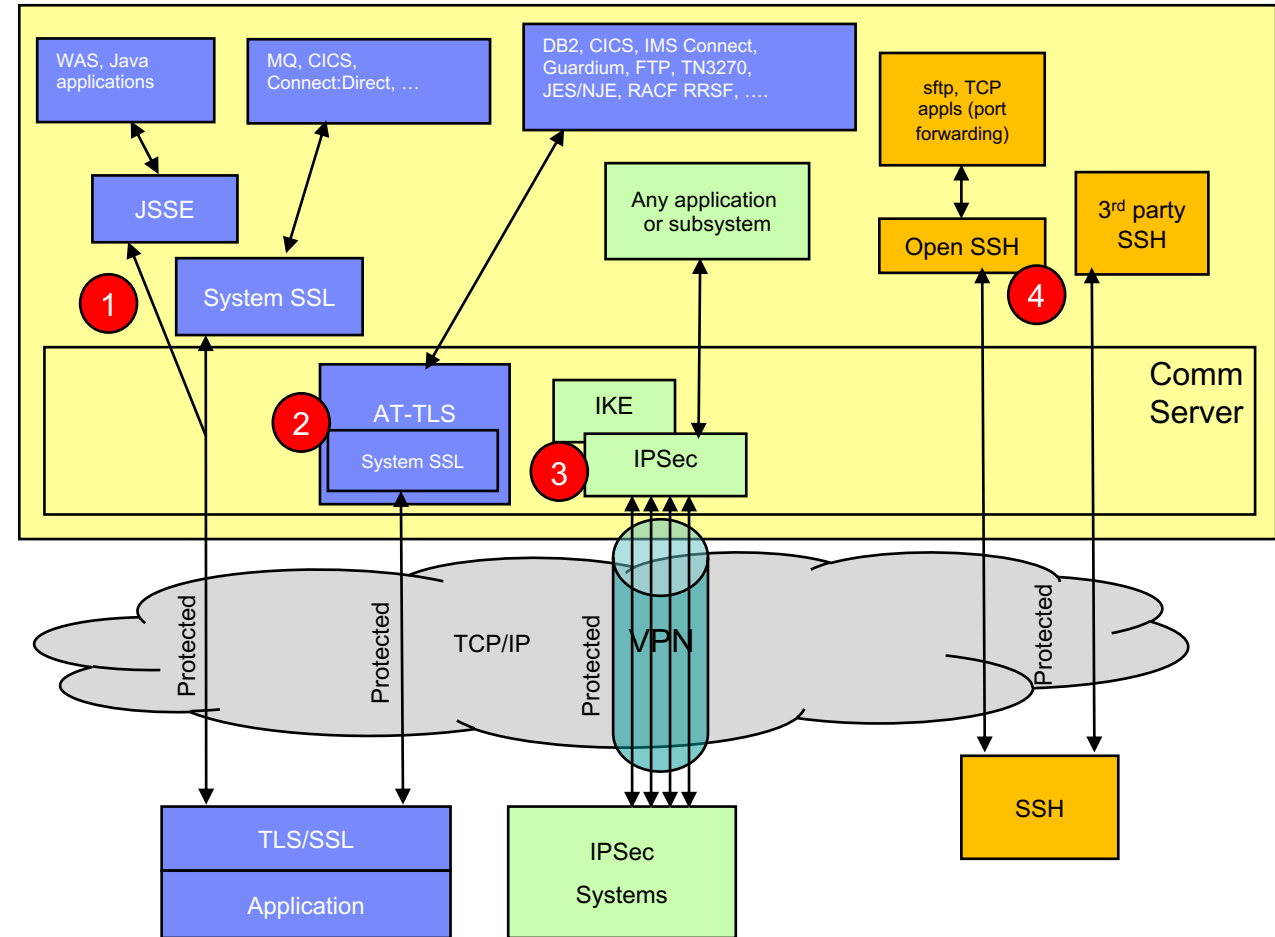 WAS, Java
applications
MQ, CICS,
Connect:Direct, …
DB2, CICS, IMS Connect,
Guardium, FTP, TN3270,
JES/NJE, RACF RRSF, ….
sftp, TCP
appls (port
forwarding)
JSSE
Any application
or subsystem
3rd party
SSH
Open SSH
System SSL
1
4
Comm
Server
AT-TLS
2
System SSL
IKE
IPSec
3
Protected
Protected
TCP/IP
Protected
VPN
Protected
TLS/SSL
Application
IPSec
Systems
SSH